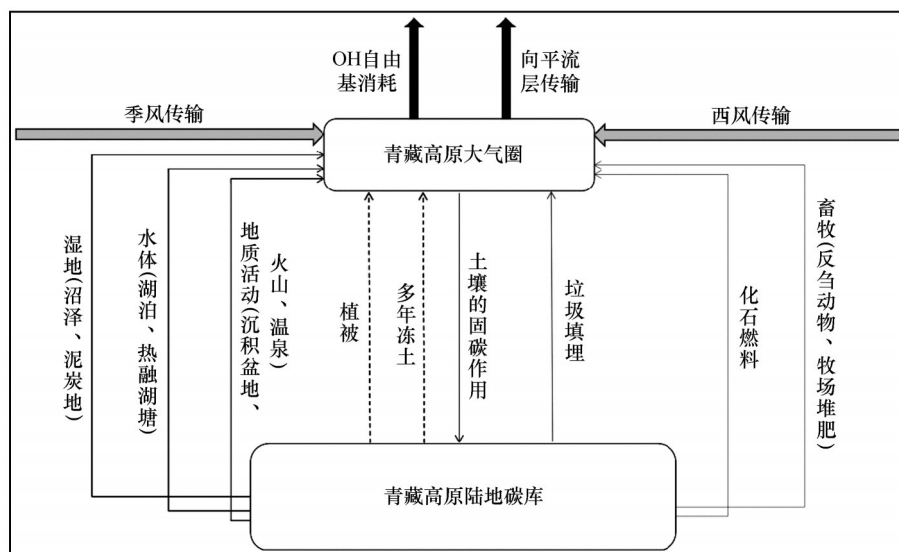 OH自由
基消耗
向平流
层传输
季风传输
西风传输
青藏高原大气圈
湿地(沼泽、泥炭地)
水体(湖泊、热融湖塘)
地质活动(沉积盆地、
火山、温泉)
植被
多年冻土
土壤的固碳作用
垃圾填埋
化石燃料
畜牧(反刍动物、牧场堆肥)
青藏高原陆地碳库